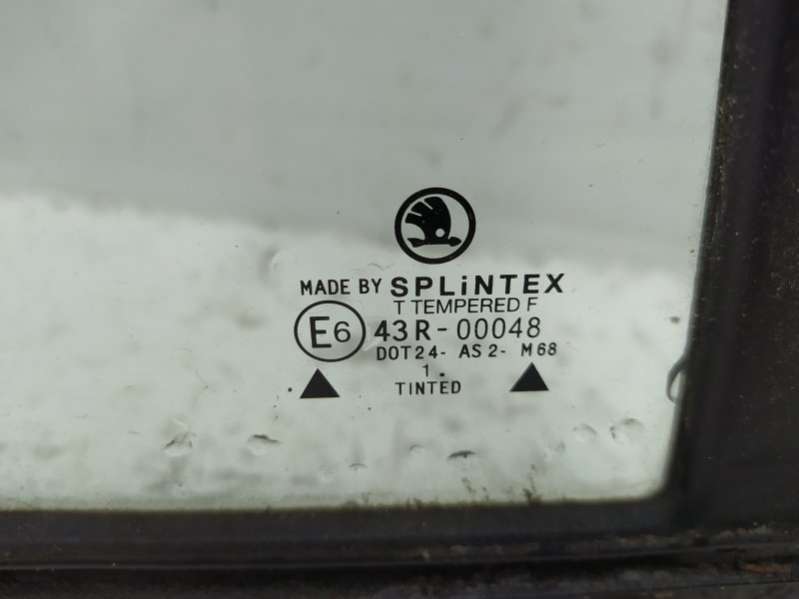 MADE BY SPLiNTEX
T TEMPERED F
E6 43R-00048
DOT24- AS2- M68
1.
TINTED